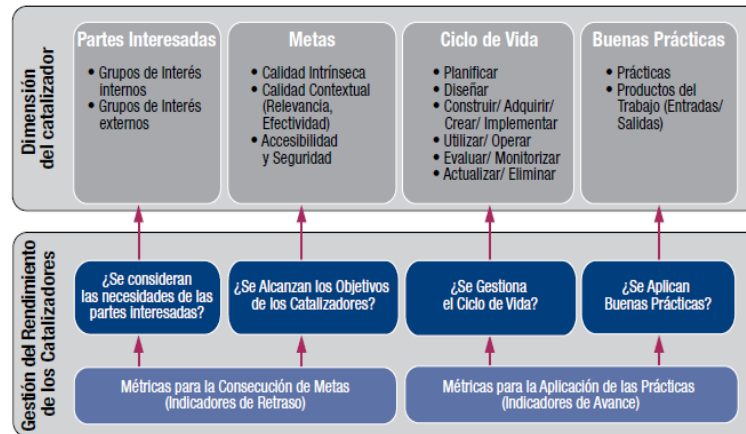 Dimensión
del catalizador
Partes Interesadas
• Grupos de Interés
internos
• Grupos de Interés
externos
Metas
• Calidad Intrínseca
• Calidad Contextual
(Relevancia,
Efectividad)
• Accesibilidad
y Seguridad
Ciclo de Vida
• Planificar
• Diseñar
• Construir/ Adquirir/
Crear/ Implementar
• Utilizar/ Operar
• Evaluar/ Monitorizar
• Actualizar/ Eliminar
Buenas Prácticas
• Prácticas
• Productos del
Trabajo (Entradas/
Salidas)
Gestión del Rendimiento
de los Catalizadores
¿Se consideran
las necesidades de las
partes interesadas?
¿Se Alcanzan los Objetivos
de los Catalizadores?
¿Se Gestiona
el Ciclo de Vida?
¿Se Aplican
Buenas Prácticas?
Métricas para la Consecución de Metas
(Indicadores de Retraso)
Métricas para la Aplicación de las Prácticas
(Indicadores de Avance)